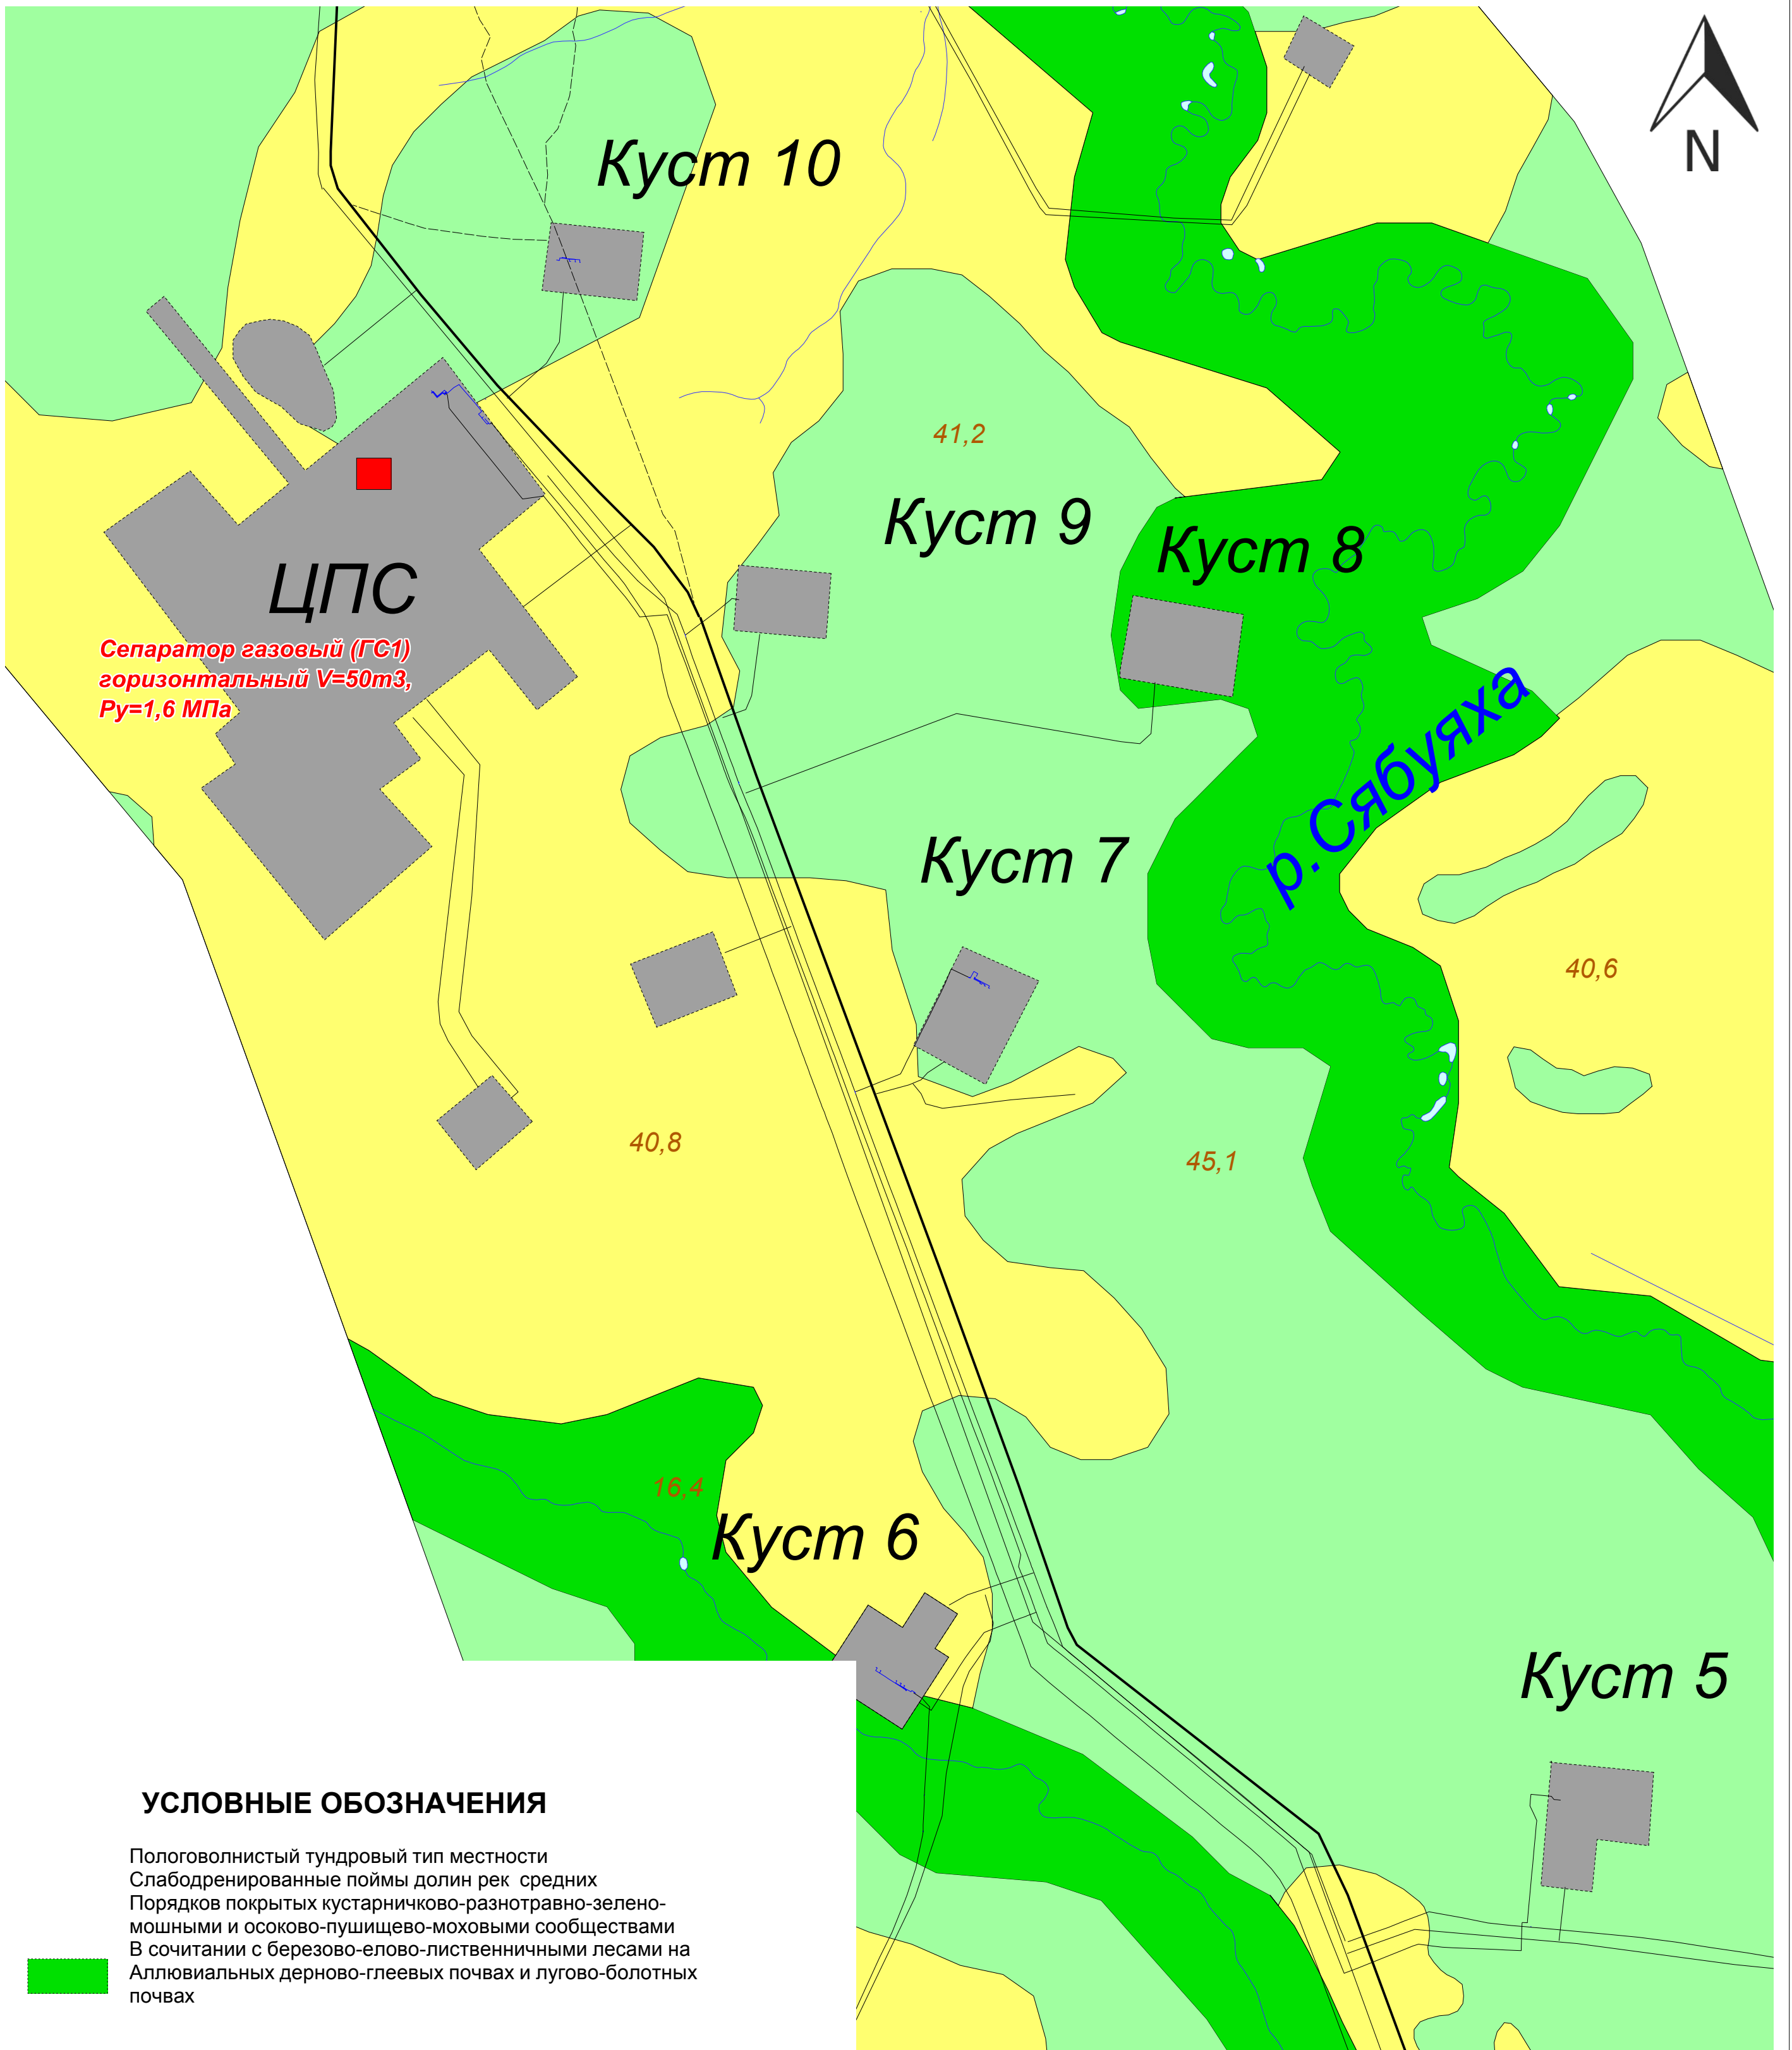 N
Куст 10
41,2
Куст 9
Куст 8
ЦПС
Сепаратор газовый (ГС1)
горизонтальный V=50m3,
Ру=1,6 МПа
р.Сябуяха
Куст 7
40,6
40,8
45,1
16,4
Куст 6
Куст 5
УСЛОВНЫЕ ОБОЗНАЧЕНИЯ
Пологоволнистый тундровый тип местности
Слабодренированные поймы долин рек средних
Порядков покрытых кустарничково-разнотравно-зелено-
мошными и осоково-пушищево-моховыми сообществами
В сочитании с березово-елово-лиственничными лесами на
Аллювиальных дерново-глеевых почвах и лугово-болотных
почвах